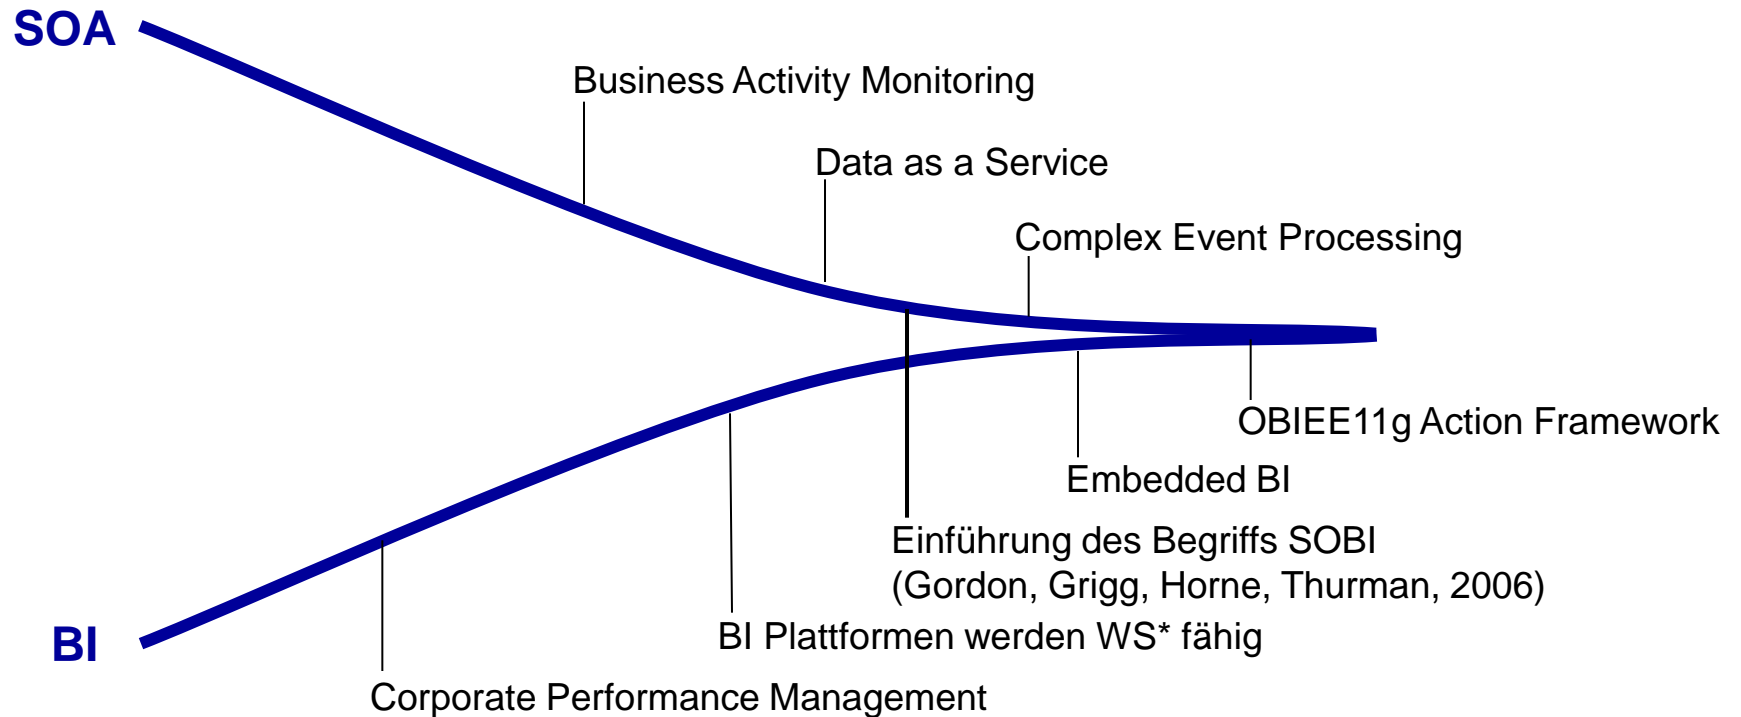 SOA
Business Activity Monitoring
Data as a Service
Complex Event Processing
OBIEE11g Action Framework
Embedded BI
Einführung des Begriffs SOBI
(Gordon, Grigg, Horne, Thurman, 2006)
BI Plattformen werden WS* fähig
BI
Corporate Performance Management